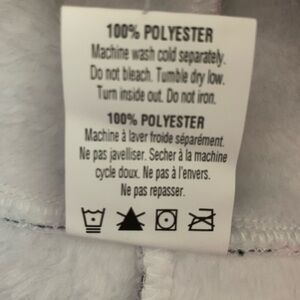 100% POLYESTER
Machine wash cold separately.
Do not bleach. Tumble dry low.
Turn inside out. Do not iron.
100% POLYESTER
Machine à laver froide séparément.
Ne pas javelliser. Secher à la machine
cycle doux. Ne pas à l'envers.
Ne pas repasser.